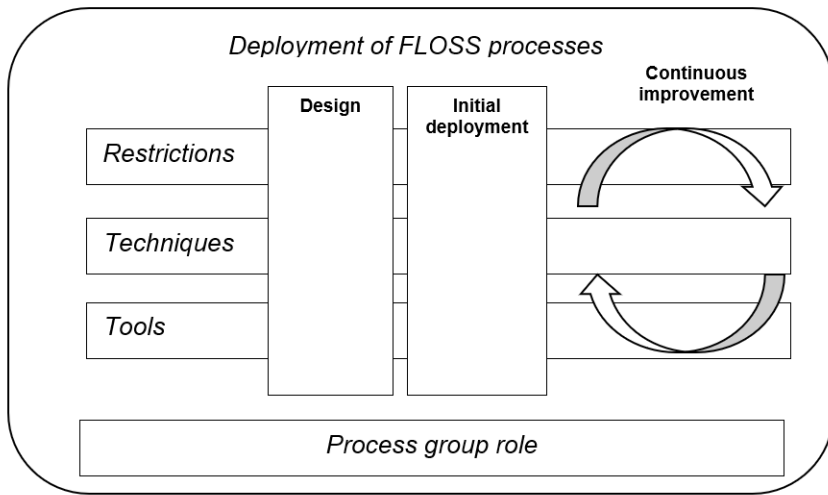 Deployment of FLOSS processes
Continuous
improvement
Design
Initial
deployment
Restrictions
Techniques
Tools
Process group role